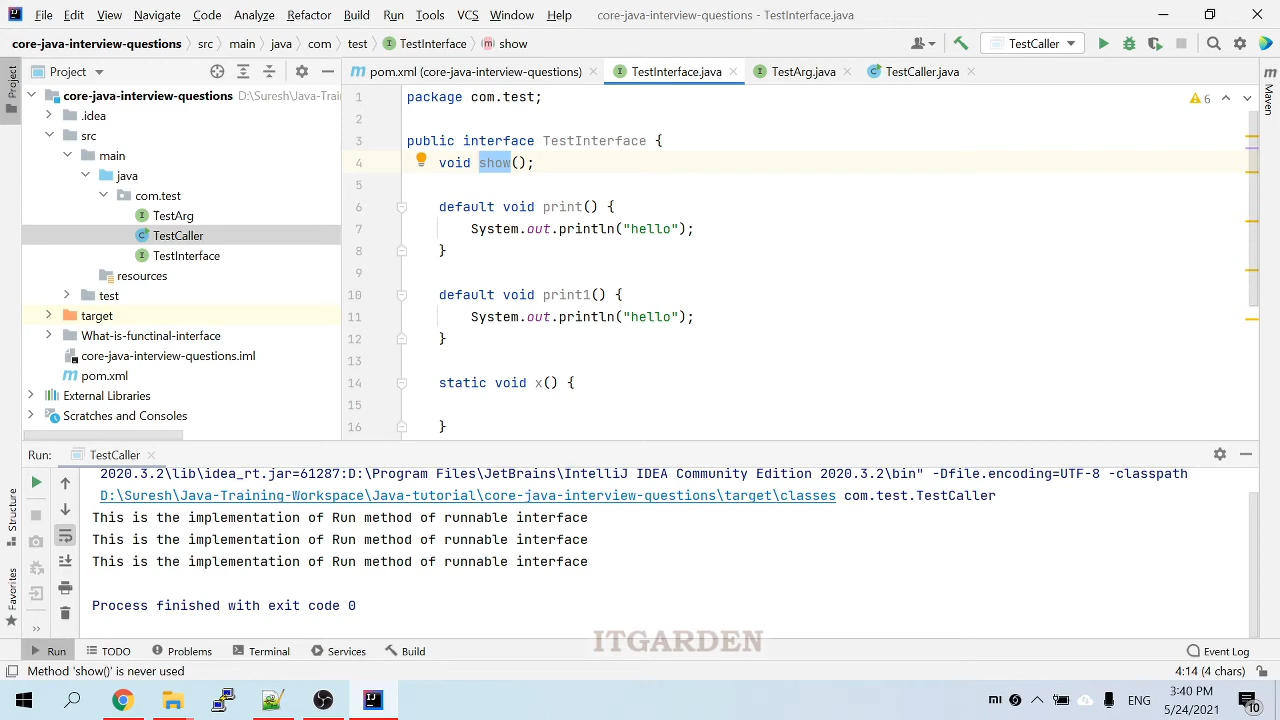 File Edit View Navigate Code Analyze Refactor Build Run Tools VCS Window Help core-java-interview-questions - TestInterface.java
core-java-interview-questions src main java com test TestInterface show TestCaller
Project pom.xml (core-java-interview-questions) TestInterface.java TestArg.java TestCaller.java
core-java-interview-questions D:\Suresh\Java-Trai
.idea
src
main
java
com.test
TestArg
TestCaller
TestInterface
resources
test
target
What-is-functinal-interface
core-java-interview-questions.iml
pom.xml
External Libraries
Scratches and Consoles
1 package com.test;
2
3 public interface TestInterface {
4 void show();
5
6 default void print() {
7 System.out.println("hello");
8 }
9
10 default void print1() {
11 System.out.println("hello");
12 }
13
14 static void x() {
15
16 }
6
Project
Maven
Structure
Favorites
Run: TestCaller
2020.3.2\lib\idea_rt.jar=61287:D:\Program Files\JetBrains\IntelliJ IDEA Community Edition 2020.3.2\bin" -Dfile.encoding=UTF-8 -classpath
D:\Suresh\Java-Training-Workspace\Java-tutorial\core-java-interview-questions\target\classes com.test.TestCaller
This is the implementation of Run method of runnable interface
This is the implementation of Run method of runnable interface
This is the implementation of Run method of runnable interface
Process finished with exit code 0
ITGARDEN
Run TODO Problems Terminal Services Build Event Log
Method 'show()' is never used 4:14 (4 chars)
ENG 3:40 PM
5/24/2021
10